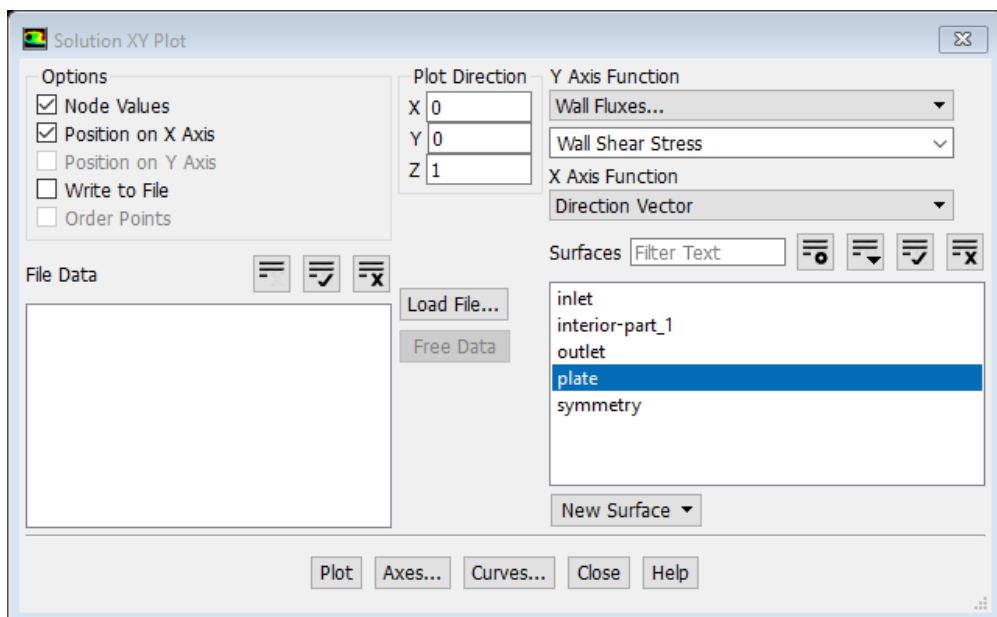 Solution XY Plot
Options
Node Values
Position on X Axis
Position on Y Axis
Write to File
Order Points
Plot Direction
X 0
Y 0
Z 1
Y Axis Function
Wall Fluxes...
Wall Shear Stress
X Axis Function
Direction Vector
File Data
Load File...
Free Data
Surfaces Filter Text
inlet
interior-part_1
outlet
plate
symmetry
New Surface
Plot Axes... Curves... Close Help